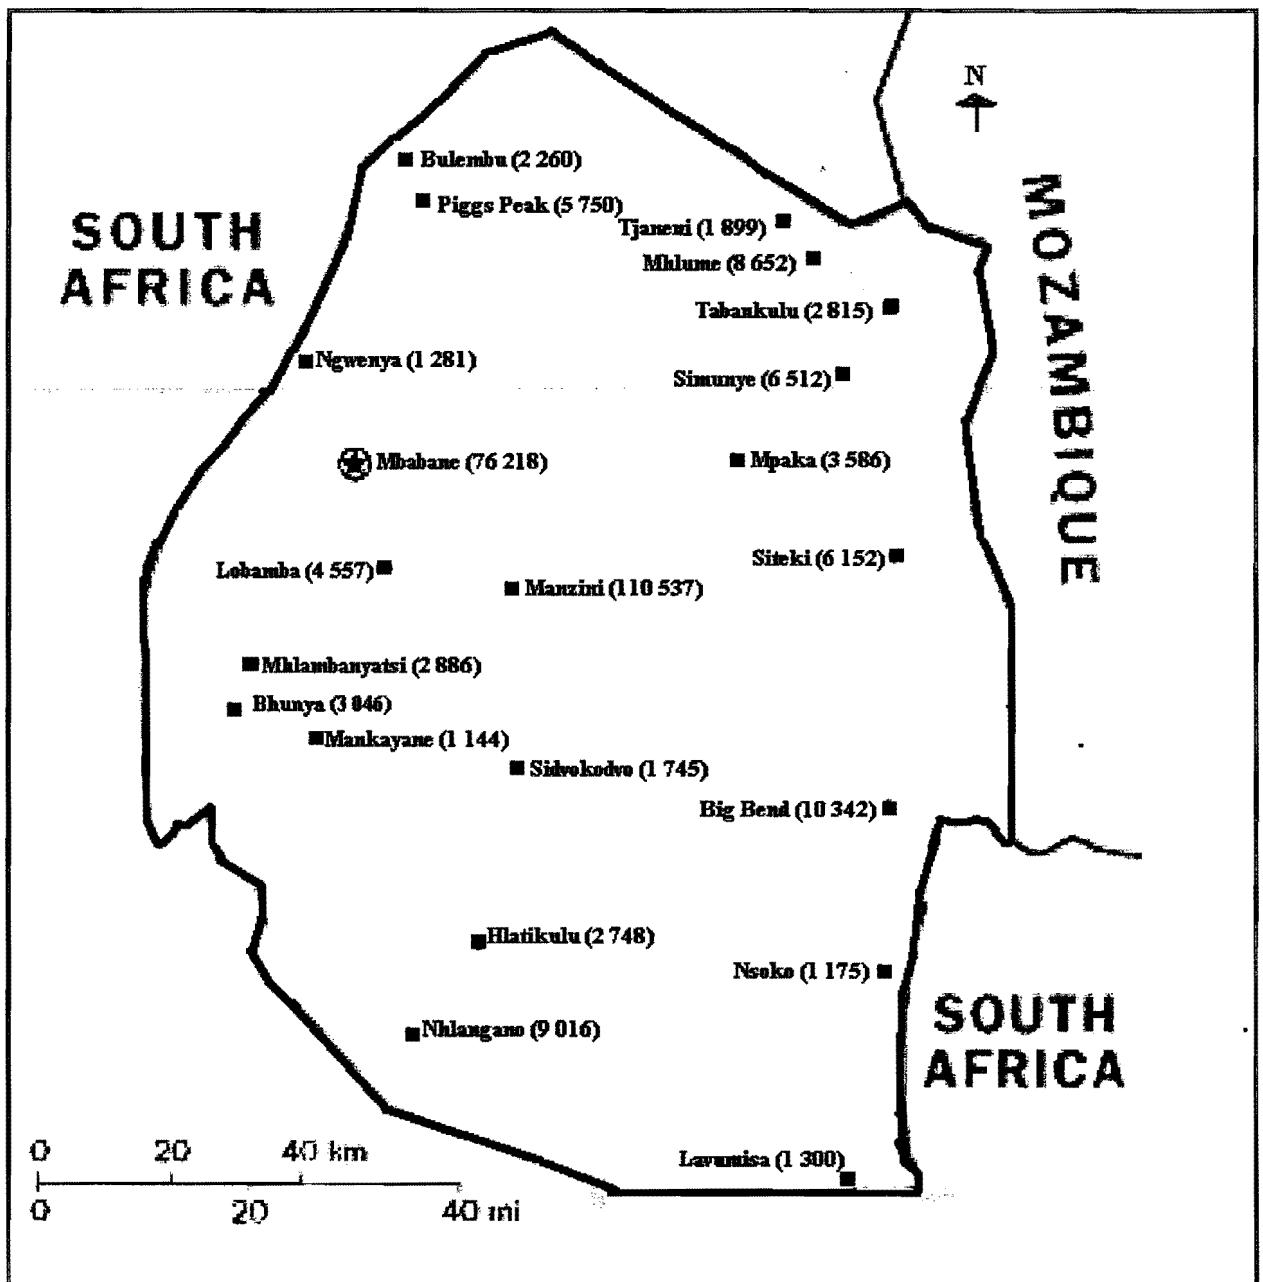 N
Bulembu (2 260)
SOUTH
AFRICA
Piggs Peak (5 750)
Tjaneni (1 899)
Mhlume (8 652)
MOZAMBIQUE
Tabankulu (2 815)
Ngwenya (1 281)
Simunye (6 512)
Mbabane (76 218)
Mpaka (3 586)
Siteki (6 152)
Lobamba (4 557)
Manzini (110 537)
Mhlambanyatsi (2 886)
Bhunya (3 046)
Mankayane (1 144)
Sidvokodvo (1 745)
Big Bend (10 342)
Hlatikulu (2 748)
Nsoko (1 175)
SOUTH
AFRICA
Nhlangano (9 016)
Lavumisa (1 300)
0 20 40 km
0 20 40 mi